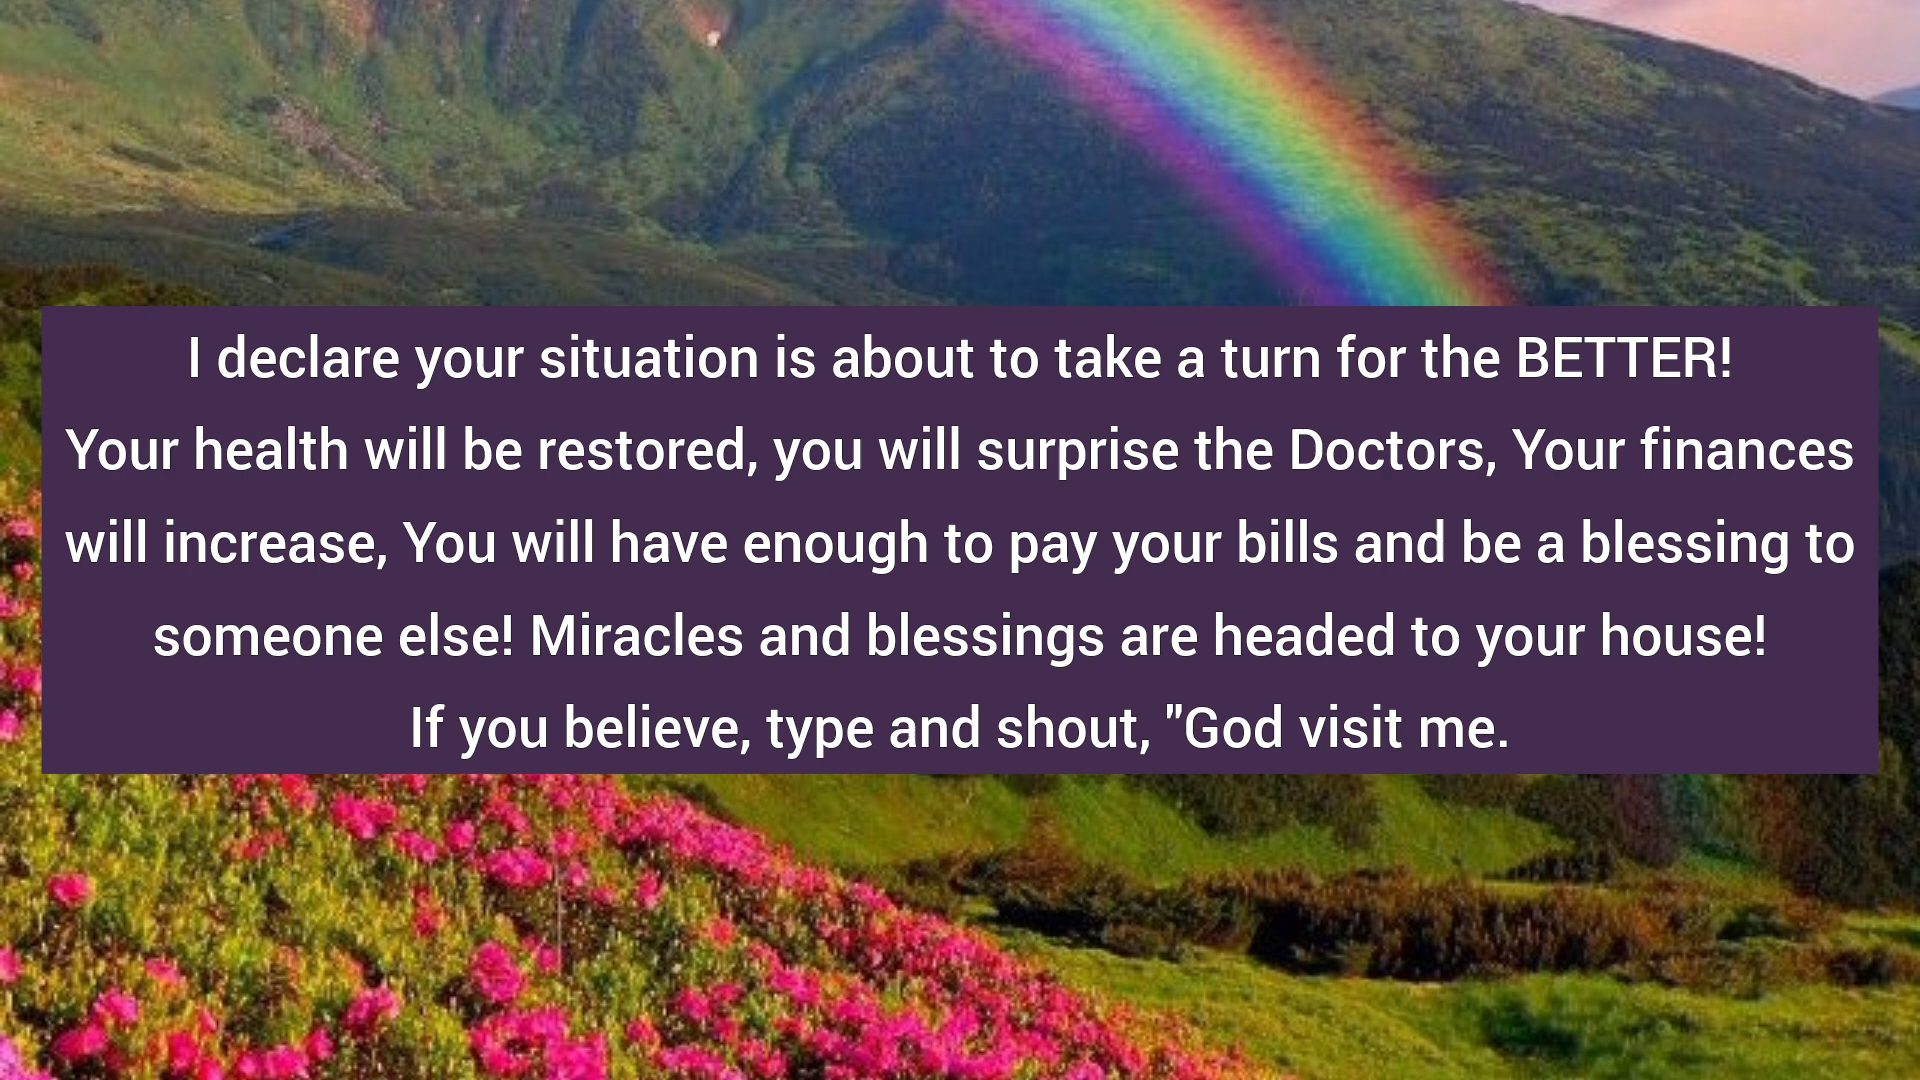 I declare your situation is about to take a turn for the BETTER!
Your health will be restored, you will surprise the Doctors, Your finances
will increase, You will have enough to pay your bills and be a blessing to
someone else! Miracles and blessings are headed to your house!
If you believe, type and shout, "God visit me.